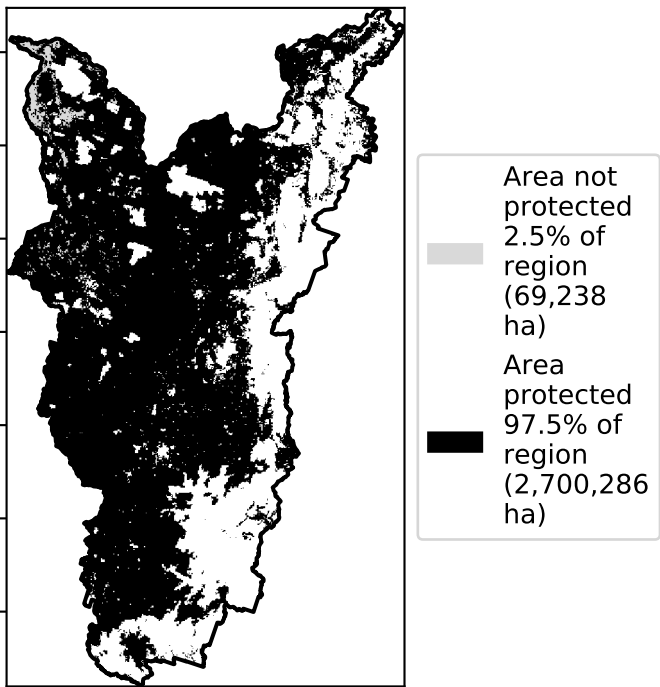 Area not
protected
2.5% of
region
(69,238
ha)
Area
protected
97.5% of
region
(2,700,286
ha)